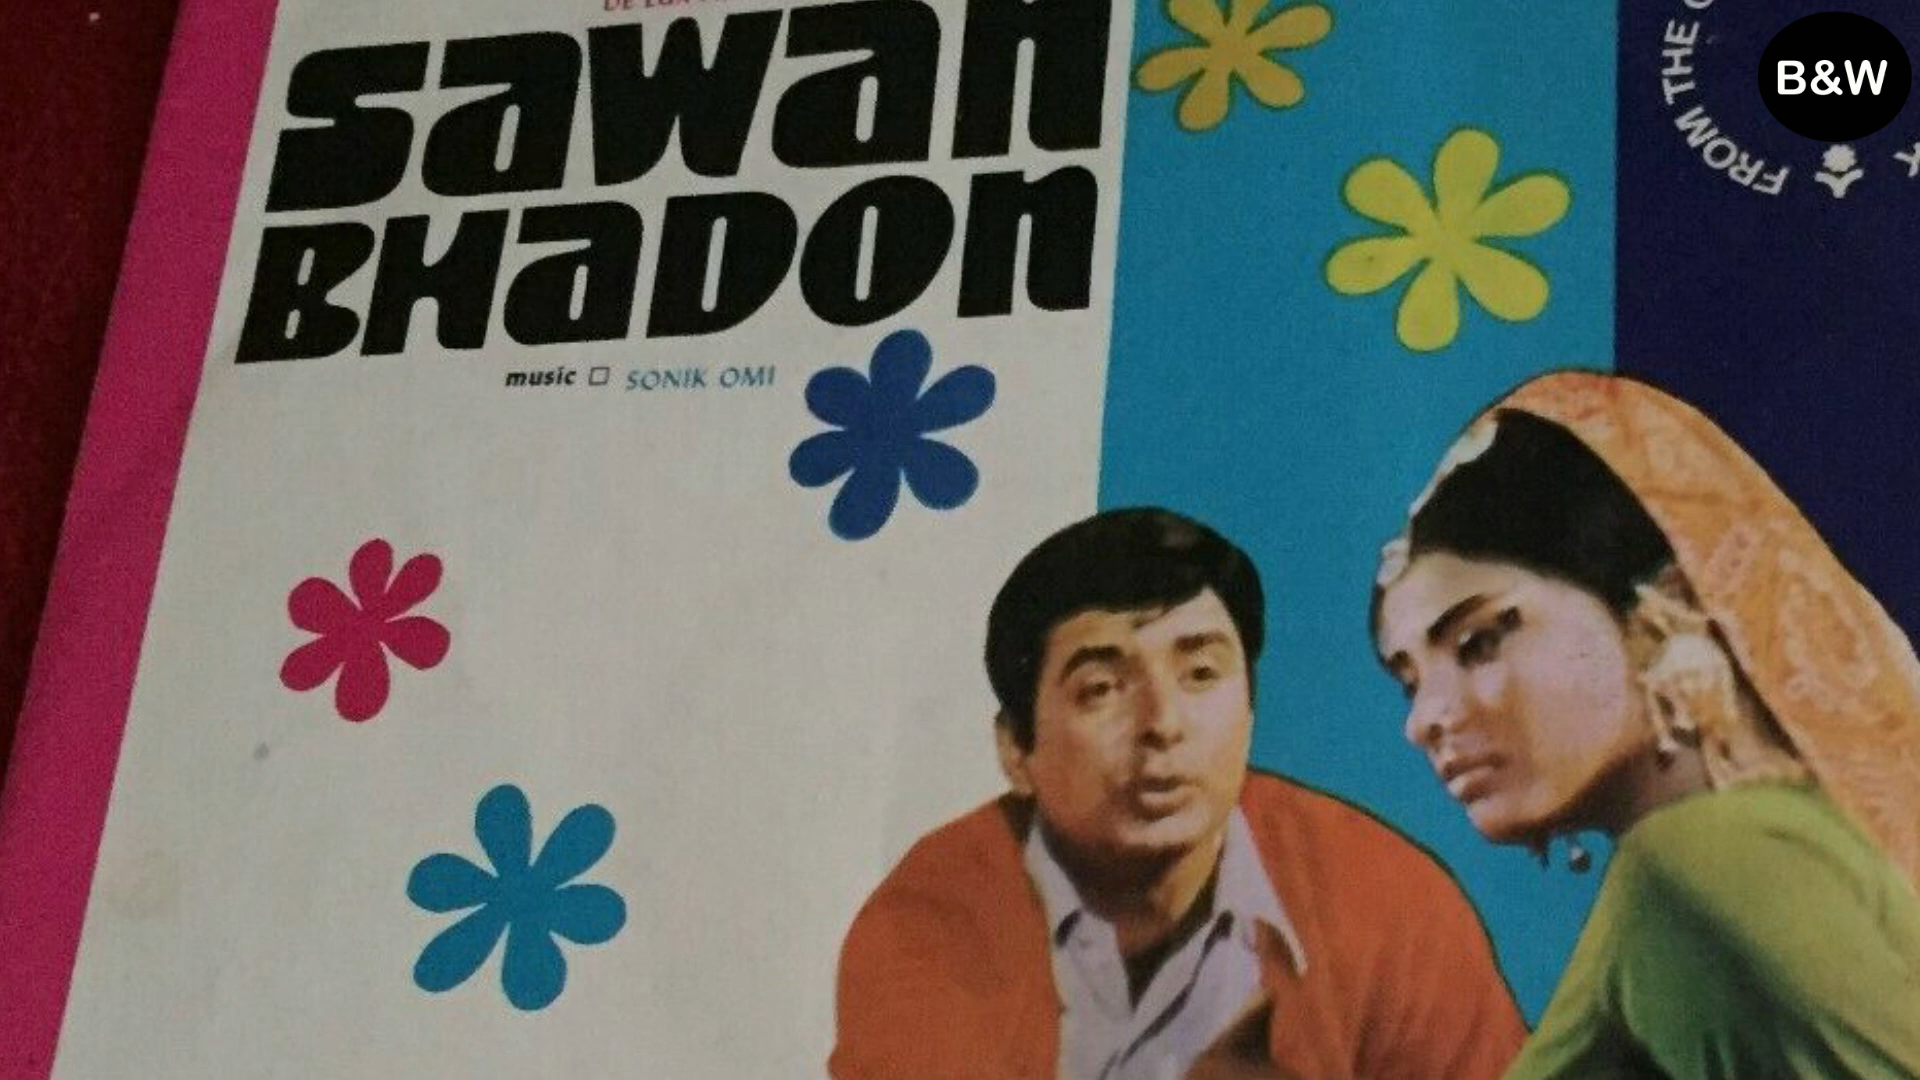 SAWAN
BHADON
music □ SONIK OMI
FROM THE
B&W